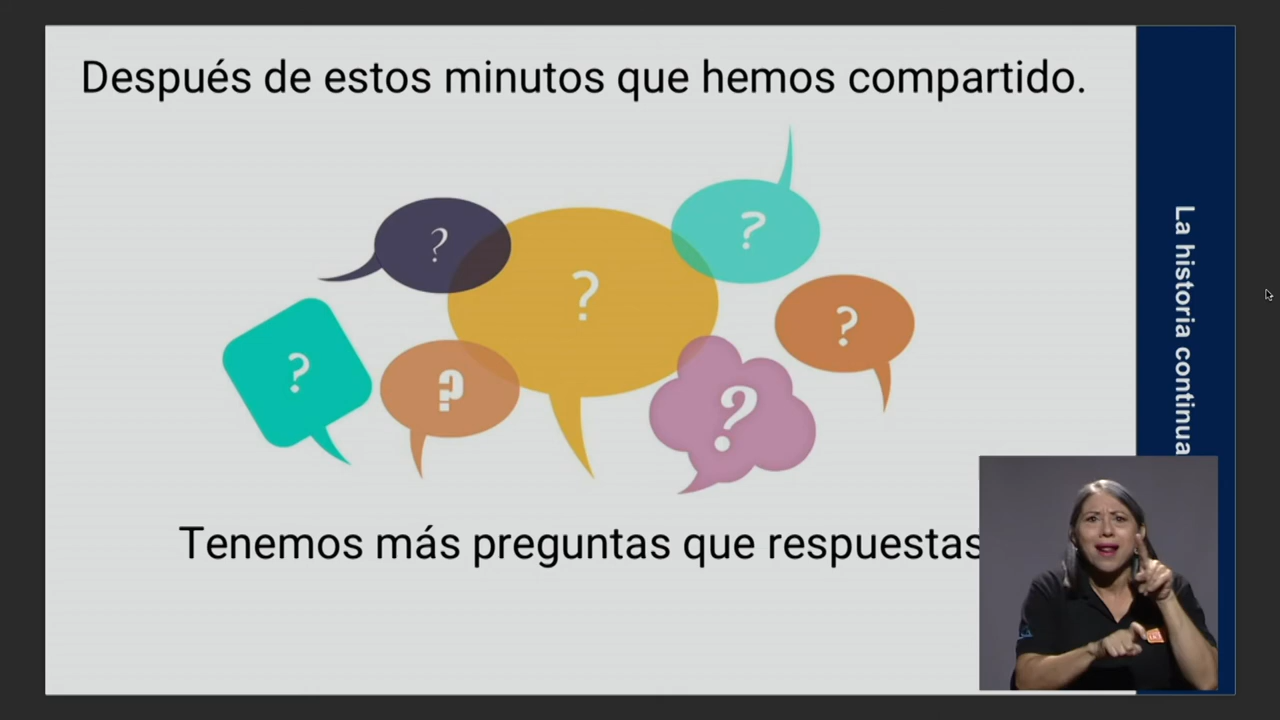 Después de estos minutos que hemos compartido.
?
?
?
?
?
?
?
Tenemos más preguntas que respuestas
La historia continua